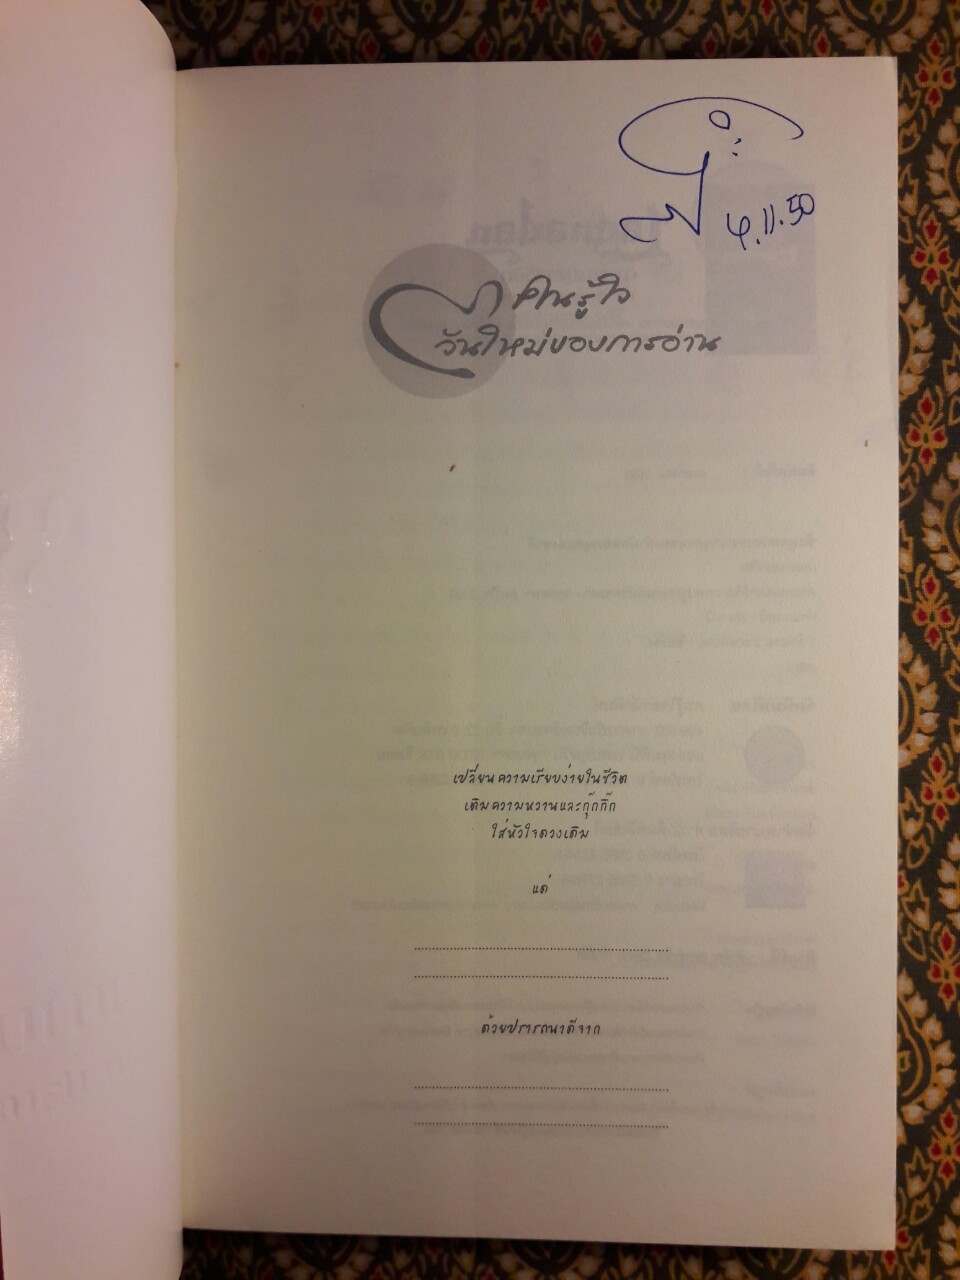 4.11.50
คนรู้ใจ
วันใหม่ของการอ่าน
เปลี่ยนความเรียบง่ายในชีวิต
เติมความหวานและกุ๊กกิ๊ก
ใส่หัวใจดวงเดิม
แด่
ด้วยปรารถนาดีจาก